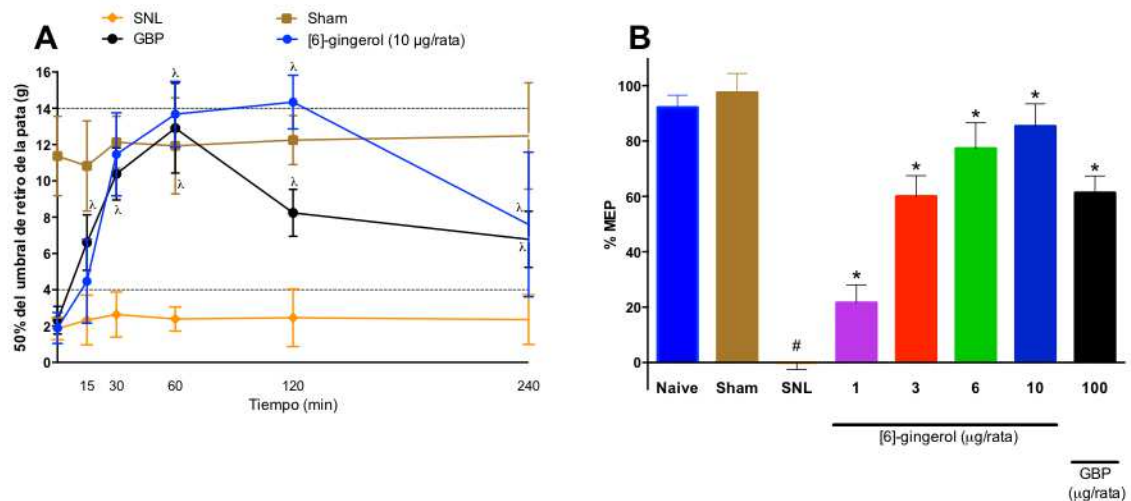 A
SNL
GBP
Sham
[6]-gingerol (10 µg/rata)
50% del umbral de retiro de la pata (g)
16
14
12
10
8
6
4
2
0
λ
λ
λ
λ
λ
λ
λ
λ
15 30 60 120 240
Tiempo (min)
B
% MEP
100
80
60
40
20
0
#
*
*
*
*
*
Naive Sham SNL 1 3 6 10 100
[6]-gingerol (µg/rata)
GBP
(µg/rata)